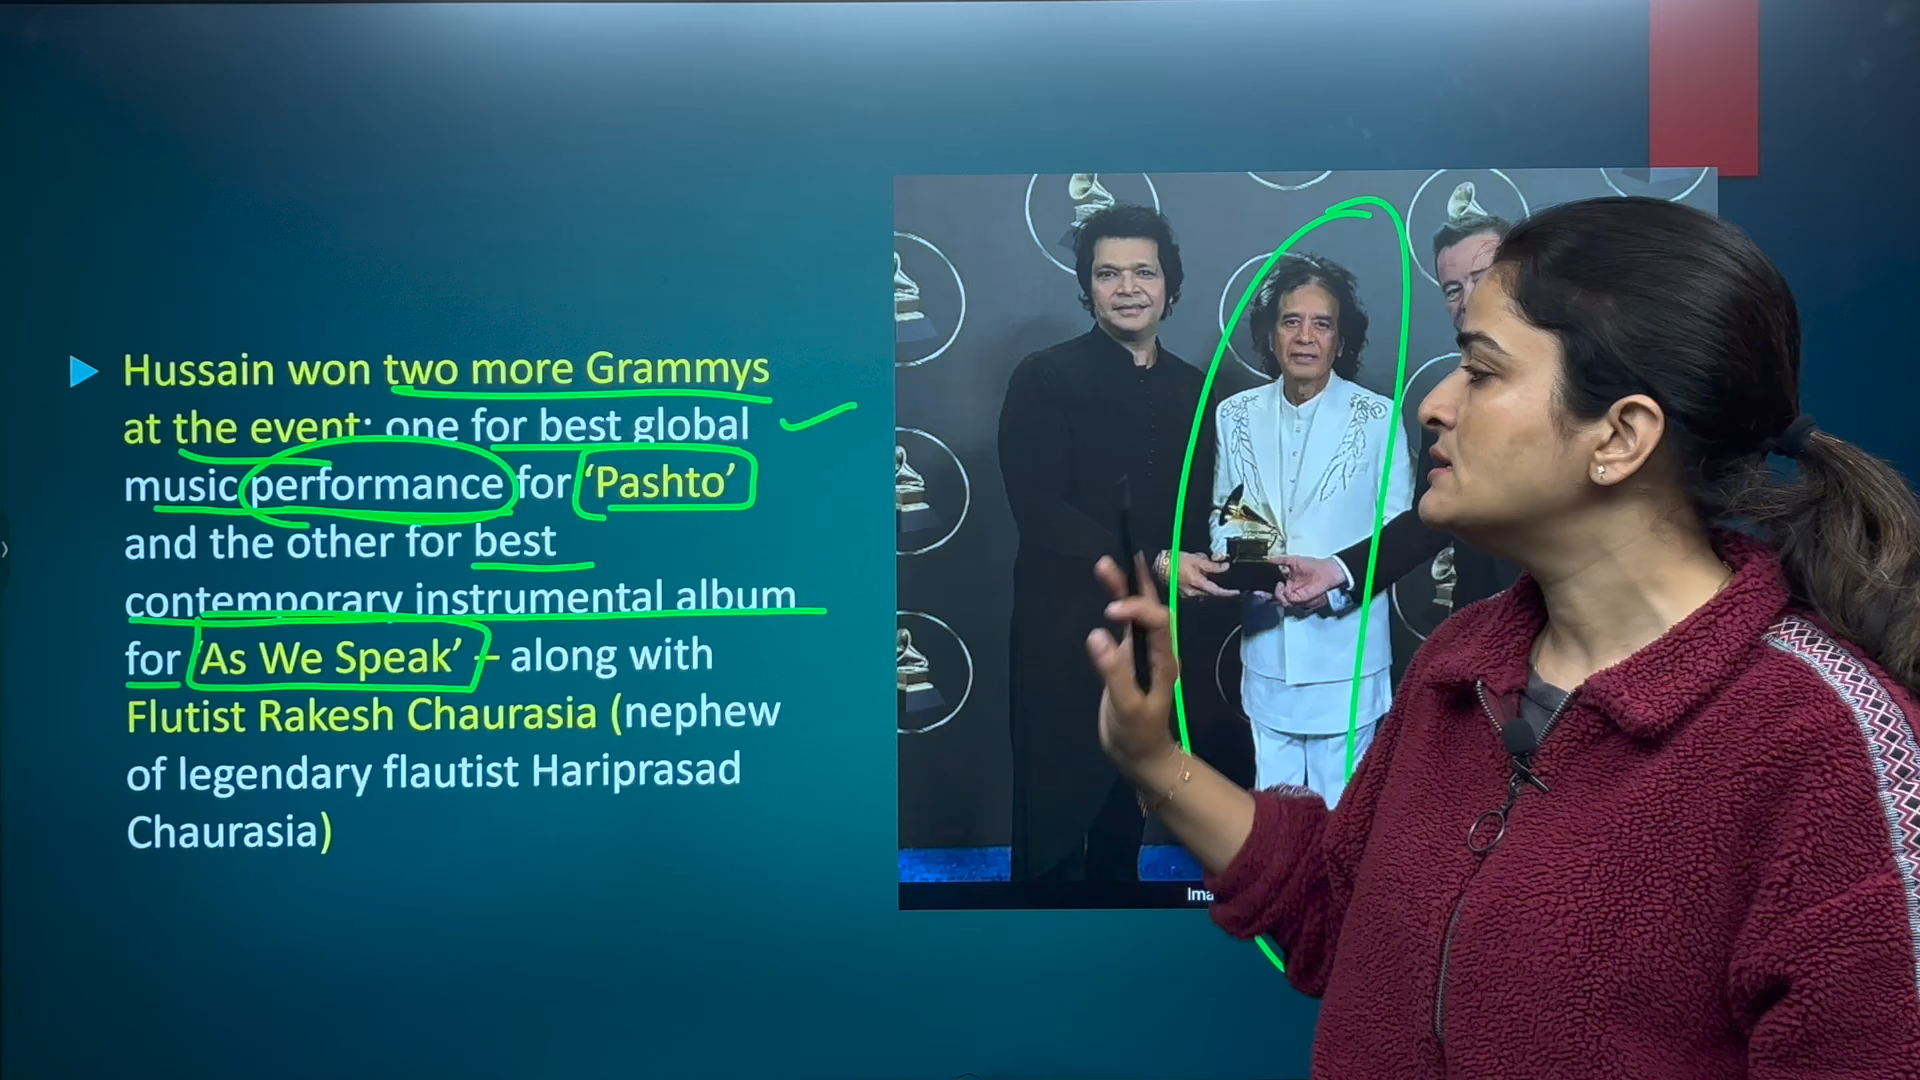 Hussain won two more Grammys
at the event: one for best global
music performance for ‘Pashto’
and the other for best
contemporary instrumental album
for ‘As We Speak’ – along with
Flutist Rakesh Chaurasia (nephew
of legendary flautist Hariprasad
Chaurasia)